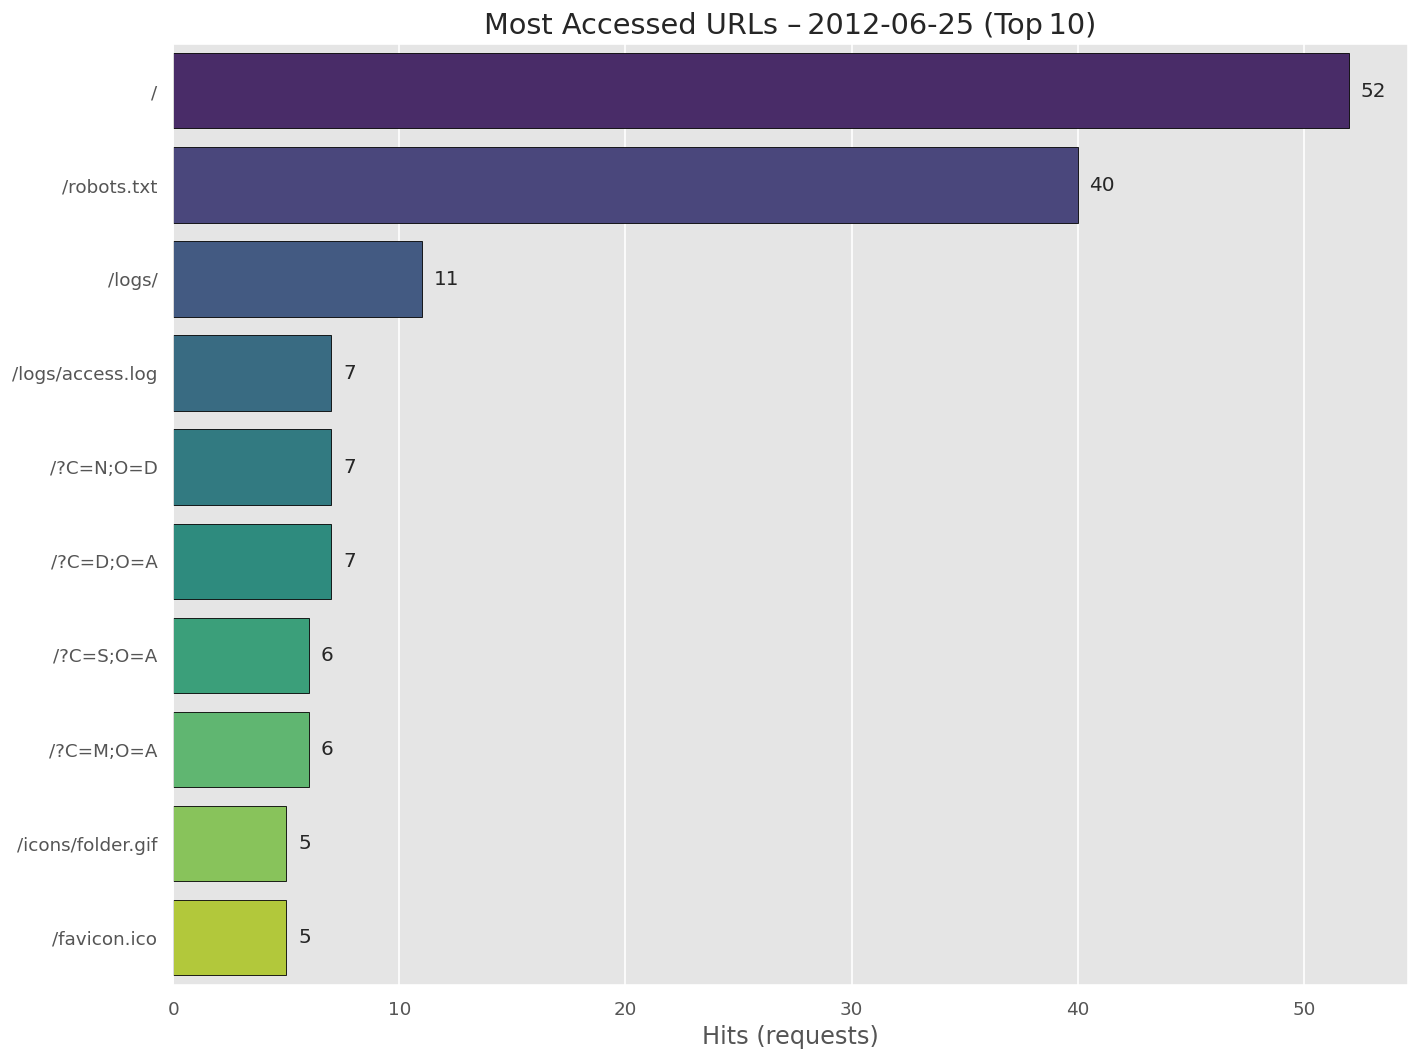 Most Accessed URLs – 2012-06-25 (Top 10)
/ 52
/robots.txt 40
/logs/ 11
/logs/access.log 7
/?C=N;O=D 7
/?C=D;O=A 7
/?C=S;O=A 6
/?C=M;O=A 6
/icons/folder.gif 5
/favicon.ico 5
0 10 20 30 40 50
Hits (requests)